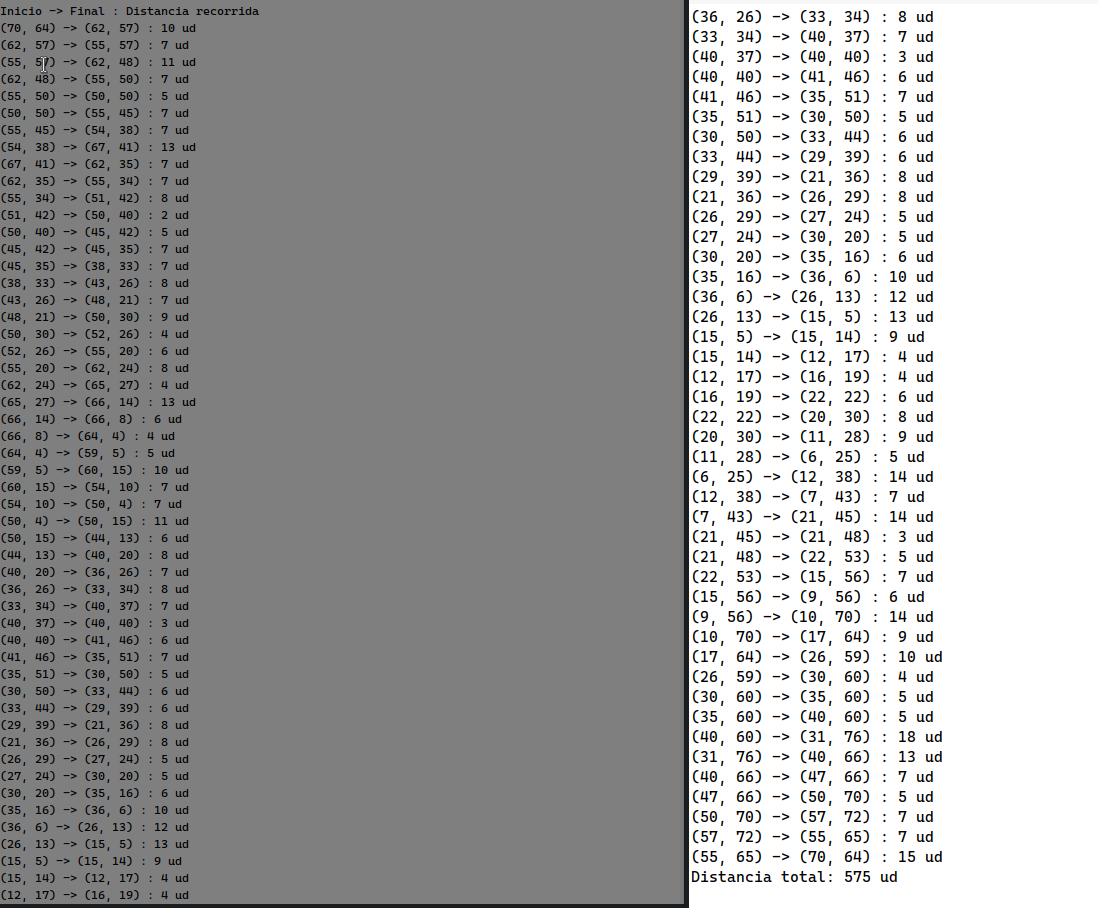 Inicio -> Final : Distancia recorrida
(70, 64) -> (62, 57) : 10 ud
(62, 57) -> (55, 57) : 7 ud
(55, 57) -> (62, 48) : 11 ud
(62, 48) -> (55, 50) : 7 ud
(55, 50) -> (50, 50) : 5 ud
(50, 50) -> (55, 45) : 7 ud
(55, 45) -> (54, 38) : 7 ud
(54, 38) -> (67, 41) : 13 ud
(67, 41) -> (62, 35) : 7 ud
(62, 35) -> (55, 34) : 7 ud
(55, 34) -> (51, 42) : 8 ud
(51, 42) -> (50, 40) : 2 ud
(50, 40) -> (45, 42) : 5 ud
(45, 42) -> (45, 35) : 7 ud
(45, 35) -> (38, 33) : 7 ud
(38, 33) -> (43, 26) : 8 ud
(43, 26) -> (48, 21) : 7 ud
(48, 21) -> (50, 30) : 9 ud
(50, 30) -> (52, 26) : 4 ud
(52, 26) -> (55, 20) : 6 ud
(55, 20) -> (62, 24) : 8 ud
(62, 24) -> (65, 27) : 4 ud
(65, 27) -> (66, 14) : 13 ud
(66, 14) -> (66, 8) : 6 ud
(66, 8) -> (64, 4) : 4 ud
(64, 4) -> (59, 5) : 5 ud
(59, 5) -> (60, 15) : 10 ud
(60, 15) -> (54, 10) : 7 ud
(54, 10) -> (50, 4) : 7 ud
(50, 4) -> (50, 15) : 11 ud
(50, 15) -> (44, 13) : 6 ud
(44, 13) -> (40, 20) : 8 ud
(40, 20) -> (36, 26) : 7 ud
(36, 26) -> (33, 34) : 8 ud
(33, 34) -> (40, 37) : 7 ud
(40, 37) -> (40, 40) : 3 ud
(40, 40) -> (41, 46) : 6 ud
(41, 46) -> (35, 51) : 7 ud
(35, 51) -> (30, 50) : 5 ud
(30, 50) -> (33, 44) : 6 ud
(33, 44) -> (29, 39) : 6 ud
(29, 39) -> (21, 36) : 8 ud
(21, 36) -> (26, 29) : 8 ud
(26, 29) -> (27, 24) : 5 ud
(27, 24) -> (30, 20) : 5 ud
(30, 20) -> (35, 16) : 6 ud
(35, 16) -> (36, 6) : 10 ud
(36, 6) -> (26, 13) : 12 ud
(26, 13) -> (15, 5) : 13 ud
(15, 5) -> (15, 14) : 9 ud
(15, 14) -> (12, 17) : 4 ud
(12, 17) -> (16, 19) : 4 ud
(36, 26) -> (33, 34) : 8 ud
(33, 34) -> (40, 37) : 7 ud
(40, 37) -> (40, 40) : 3 ud
(40, 40) -> (41, 46) : 6 ud
(41, 46) -> (35, 51) : 7 ud
(35, 51) -> (30, 50) : 5 ud
(30, 50) -> (33, 44) : 6 ud
(33, 44) -> (29, 39) : 6 ud
(29, 39) -> (21, 36) : 8 ud
(21, 36) -> (26, 29) : 8 ud
(26, 29) -> (27, 24) : 5 ud
(27, 24) -> (30, 20) : 5 ud
(30, 20) -> (35, 16) : 6 ud
(35, 16) -> (36, 6) : 10 ud
(36, 6) -> (26, 13) : 12 ud
(26, 13) -> (15, 5) : 13 ud
(15, 5) -> (15, 14) : 9 ud
(15, 14) -> (12, 17) : 4 ud
(12, 17) -> (16, 19) : 4 ud
(16, 19) -> (22, 22) : 6 ud
(22, 22) -> (20, 30) : 8 ud
(20, 30) -> (11, 28) : 9 ud
(11, 28) -> (6, 25) : 5 ud
(6, 25) -> (12, 38) : 14 ud
(12, 38) -> (7, 43) : 7 ud
(7, 43) -> (21, 45) : 14 ud
(21, 45) -> (21, 48) : 3 ud
(21, 48) -> (22, 53) : 5 ud
(22, 53) -> (15, 56) : 7 ud
(15, 56) -> (9, 56) : 6 ud
(9, 56) -> (10, 70) : 14 ud
(10, 70) -> (17, 64) : 9 ud
(17, 64) -> (26, 59) : 10 ud
(26, 59) -> (30, 60) : 4 ud
(30, 60) -> (35, 60) : 5 ud
(35, 60) -> (40, 60) : 5 ud
(40, 60) -> (31, 76) : 18 ud
(31, 76) -> (40, 66) : 13 ud
(40, 66) -> (47, 66) : 7 ud
(47, 66) -> (50, 70) : 5 ud
(50, 70) -> (57, 72) : 7 ud
(57, 72) -> (55, 65) : 7 ud
(55, 65) -> (70, 64) : 15 ud
Distancia total: 575 ud